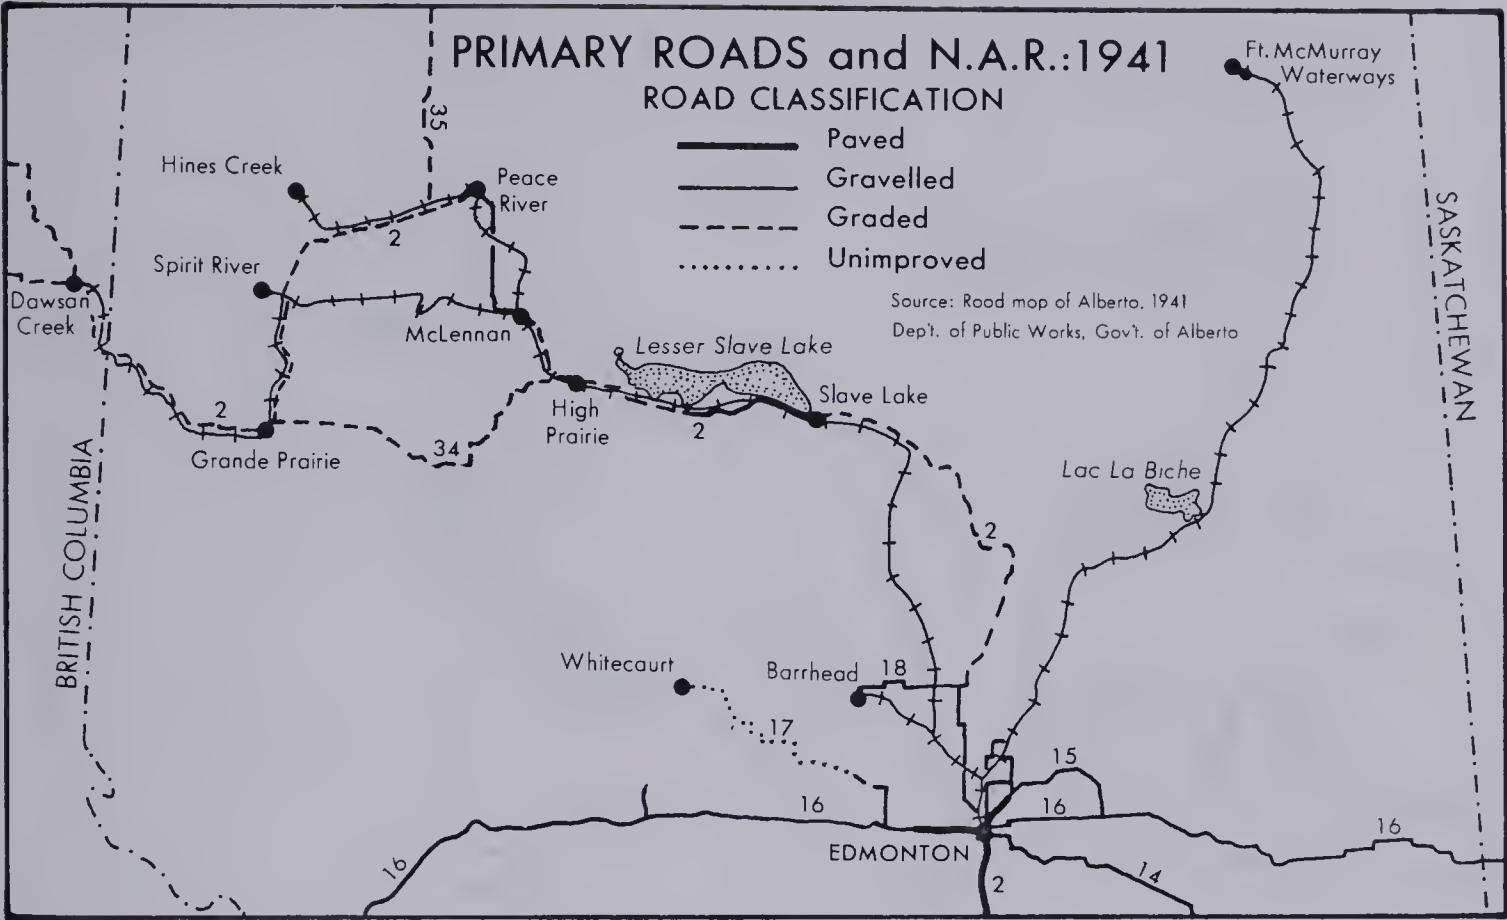 PRIMARY ROADS and N.A.R.:1941
ROAD CLASSIFICATION
Paved
Gravelled
Graded
Unimproved
Source: Rood mop of Alberto. 1941
Dep't. of Public Works, Gov't. of Alberto
Ft. McMurray
Waterways
35
Hines Creek
Peace
River
2
Spirit River
Dawsan
Creek
McLennan
Lesser Slave Lake
Slave Lake
High
Prairie
2
2
34
Grande Prairie
SASKATCHEWAN
BRITISH COLUMBIA
Lac La Biche
2
Whitecourt
Barrhead
18
17
15
16
16
16
16
EDMONTON
14
2